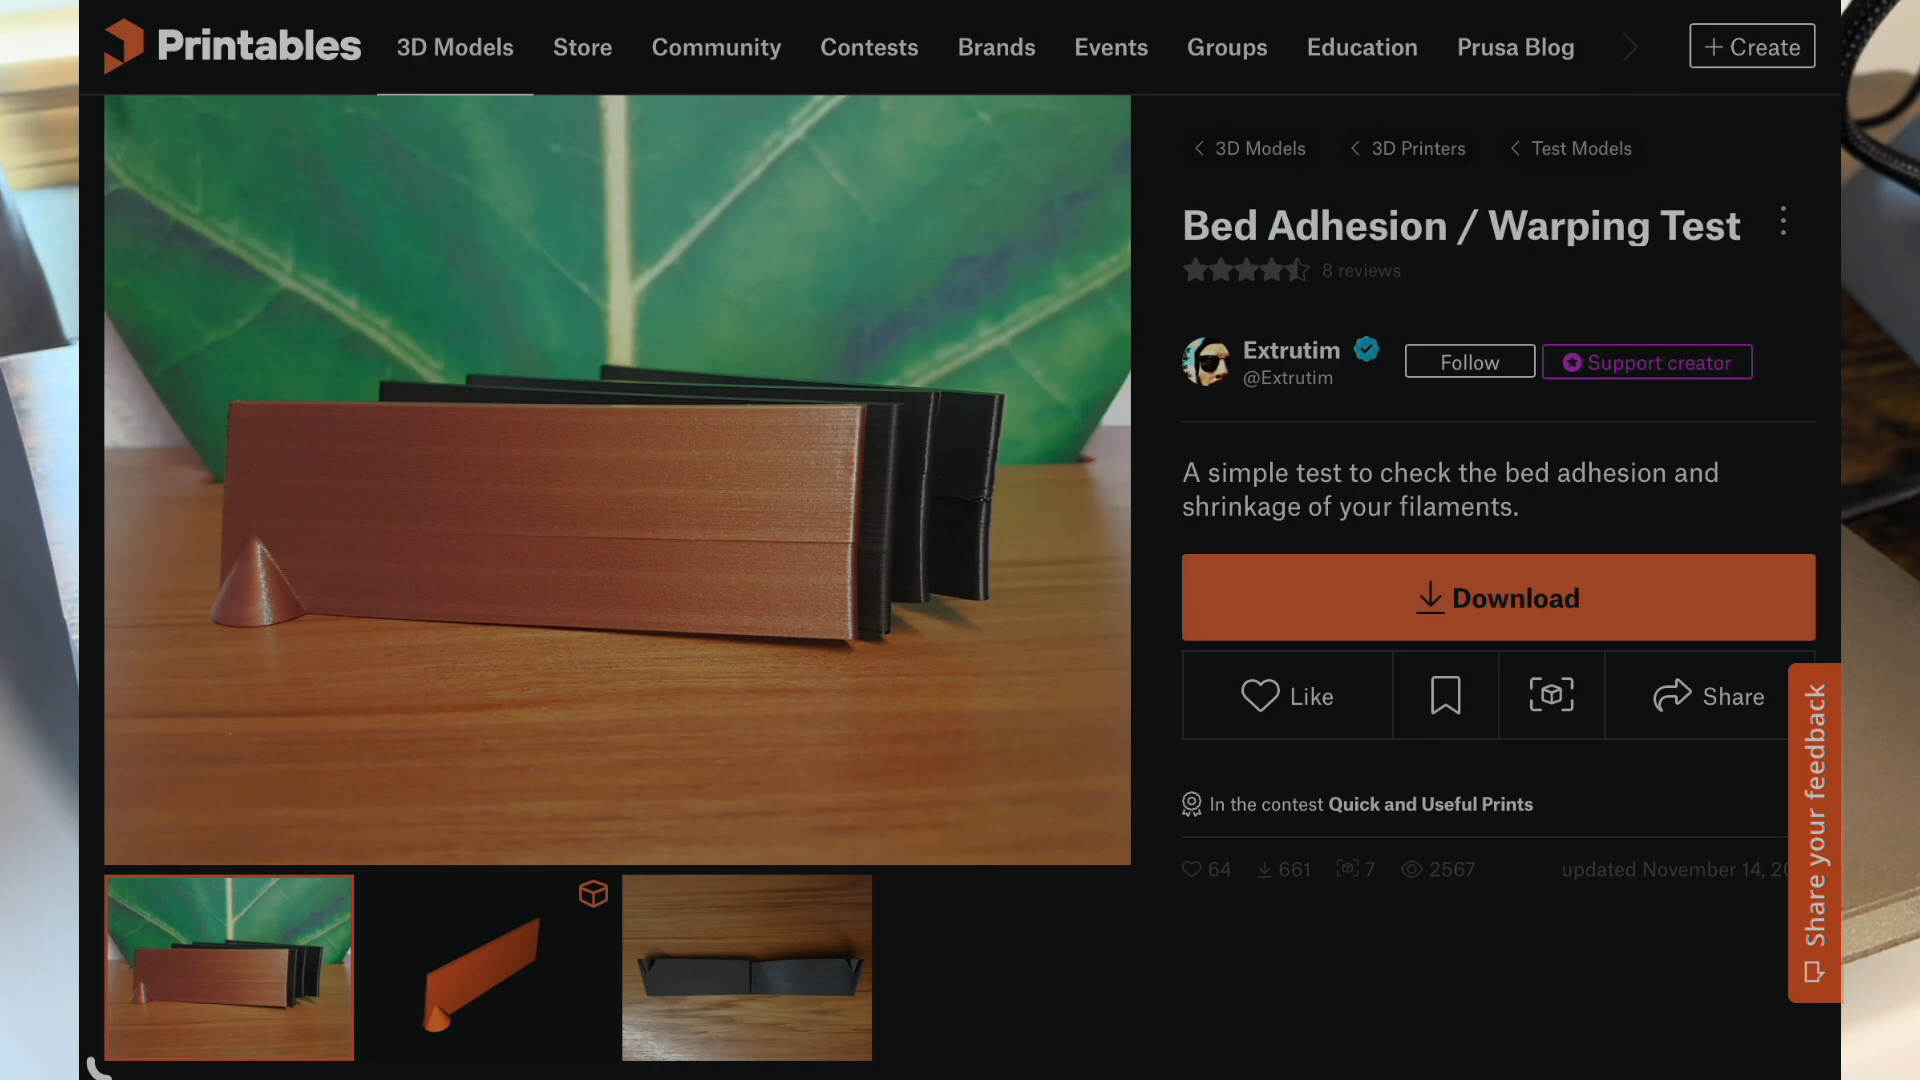 Printables
3D Models
Store
Community
Contests
Brands
Events
Groups
Education
Prusa Blog
Create
3D Models
3D Printers
Test Models
Bed Adhesion / Warping Test
8 reviews
Extrutim
@Extrutim
Follow
Support creator
A simple test to check the bed adhesion and
shrinkage of your filaments.
Download
Like
Share
Share your feedback
In the contest Quick and Useful Prints
64
661
7
2567
updated November 14,